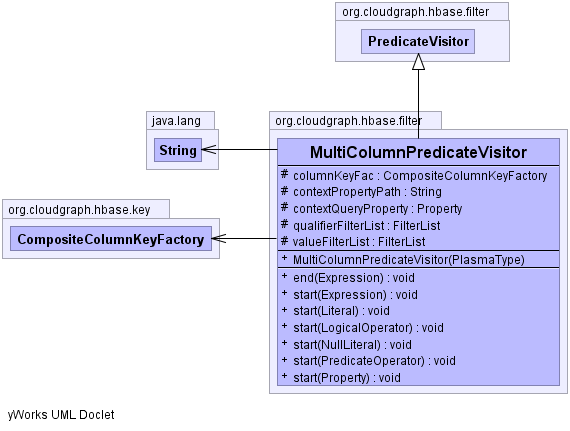 org.cloudgraph.hbase.filter
PredicateVisitor
java.lang
String
org.cloudgraph.hbase.filter
MultiColumnPredicateVisitor
# columnKeyFac : CompositeColumnKeyFactory
# contextPropertyPath : String
# contextQueryProperty : Property
# qualifierFilterList : FilterList
# valueFilterList : FilterList
+ MultiColumnPredicateVisitor(PlasmaType)
+ end(Expression) : void
+ start(Expression) : void
+ start(Literal) : void
+ start(LogicalOperator) : void
+ start(NullLiteral) : void
+ start(PredicateOperator) : void
+ start(Property) : void
org.cloudgraph.hbase.key
CompositeColumnKeyFactory
yWorks UML Doclet